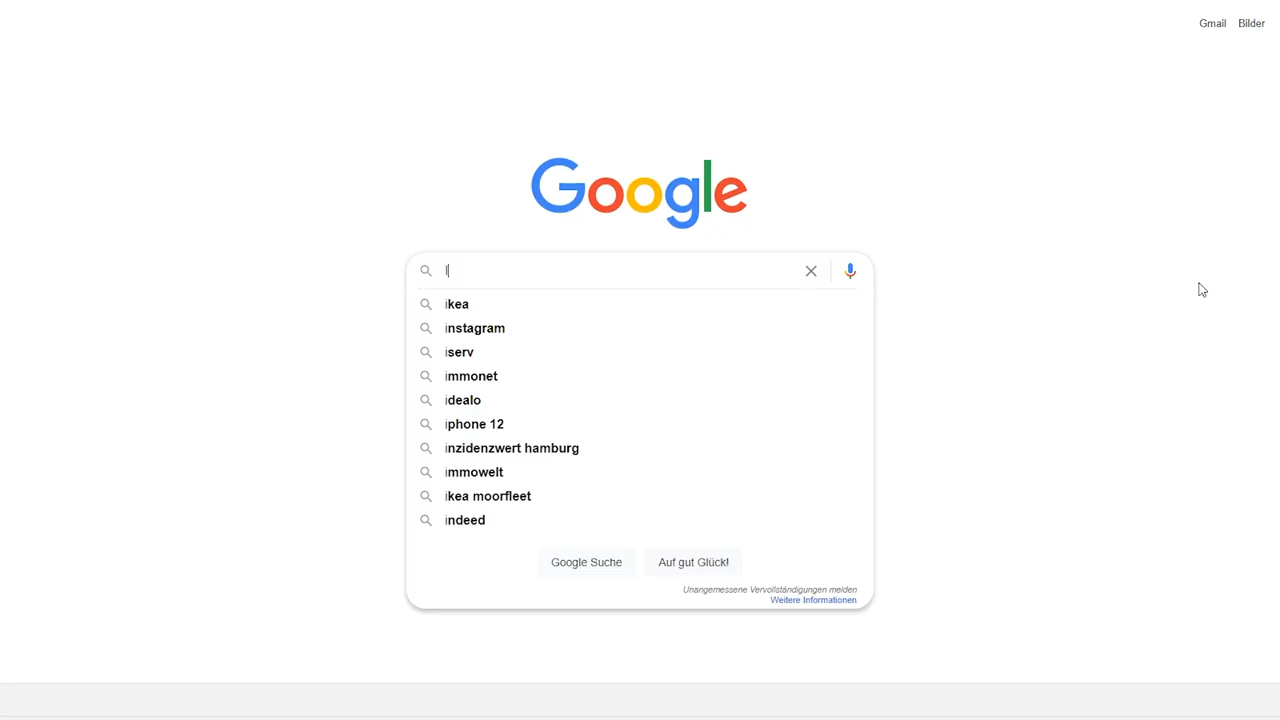 Gmail Bilder
Google
I
ikea
instagram
iserv
immonet
idealo
iphone 12
inzidenzwert hamburg
immowelt
ikea moorfleet
indeed
Google Suche Auf gut Glück!
Unangemessene Vervollständigungen melden
Weitere Informationen